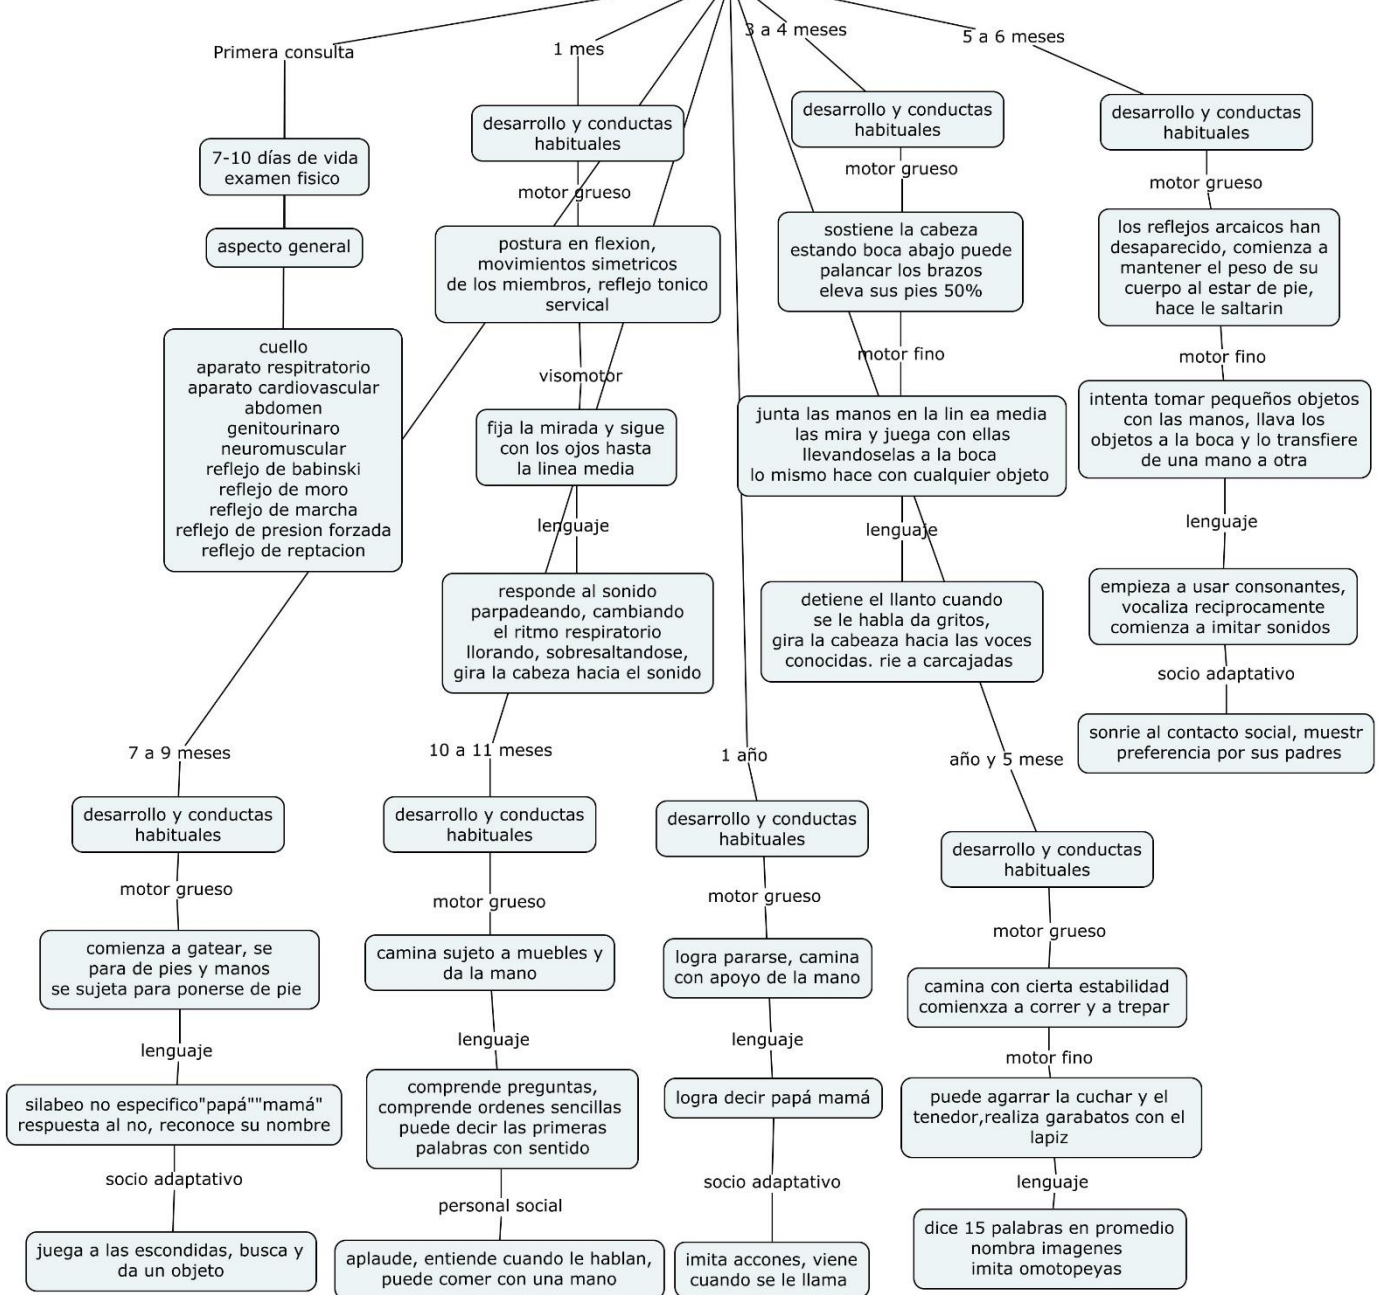 Primera consulta
7-10 días de vida
examen fisico
aspecto general
cuello
aparato respitratorio
aparato cardiovascular
abdomen
genitourinaro
neuromuscular
reflejo de babinski
reflejo de moro
reflejo de marcha
reflejo de presion forzada
reflejo de reptacion
1 mes
desarrollo y conductas
habituales
motor grueso
postura en flexion,
movimientos simetricos
de los miembros, reflejo tonico
servical
visomotor
fija la mirada y sigue
con los ojos hasta
la linea media
lenguaje
responde al sonido
parpadeando, cambiando
el ritmo respiratorio
llorando, sobresaltandose,
gira la cabeza hacia el sonido
3 a 4 meses
desarrollo y conductas
habituales
motor grueso
sostiene la cabeza
estando boca abajo puede
palancar los brazos
eleva sus pies 50%
motor fino
junta las manos en la lin ea media
las mira y juega con ellas
llevandoselas a la boca
lo mismo hace con cualquier objeto
lenguaje
detiene el llanto cuando
se le habla da gritos,
gira la cabeaza hacia las voces
conocidas. rie a carcajadas
5 a 6 meses
desarrollo y conductas
habituales
motor grueso
los reflejos arcaicos han
desaparecido, comienza a
mantener el peso de su
cuerpo al estar de pie,
hace le saltarin
motor fino
intenta tomar pequeños objetos
con las manos, llava los
objetos a la boca y lo transfiere
de una mano a otra
lenguaje
empieza a usar consonantes,
vocaliza reciprocamente
comienza a imitar sonidos
socio adaptativo
sonrie al contacto social, muestr
preferencia por sus padres
7 a 9 meses
desarrollo y conductas
habituales
motor grueso
comienza a gatear, se
para de pies y manos
se sujeta para ponerse de pie
lenguaje
silabeo no especifico"papá""mamá"
respuesta al no, reconoce su nombre
socio adaptativo
juega a las escondidas, busca y
da un objeto
10 a 11 meses
desarrollo y conductas
habituales
motor grueso
camina sujeto a muebles y
da la mano
lenguaje
comprende preguntas,
comprende ordenes sencillas
puede decir las primeras
palabras con sentido
personal social
aplaude, entiende cuando le hablan,
puede comer con una mano
1 año
desarrollo y conductas
habituales
motor grueso
logra pararse, camina
con apoyo de la mano
lenguaje
logra decir papá mamá
socio adaptativo
imita accones, viene
cuando se le llama
año y 5 mese
desarrollo y conductas
habituales
motor grueso
camina con cierta estabilidad
comienxza a correr y a trepar
motor fino
puede agarrar la cuchar y el
tenedor,realiza garabatos con el
lapiz
lenguaje
dice 15 palabras en promedio
nombra imagenes
imita omotopeyas